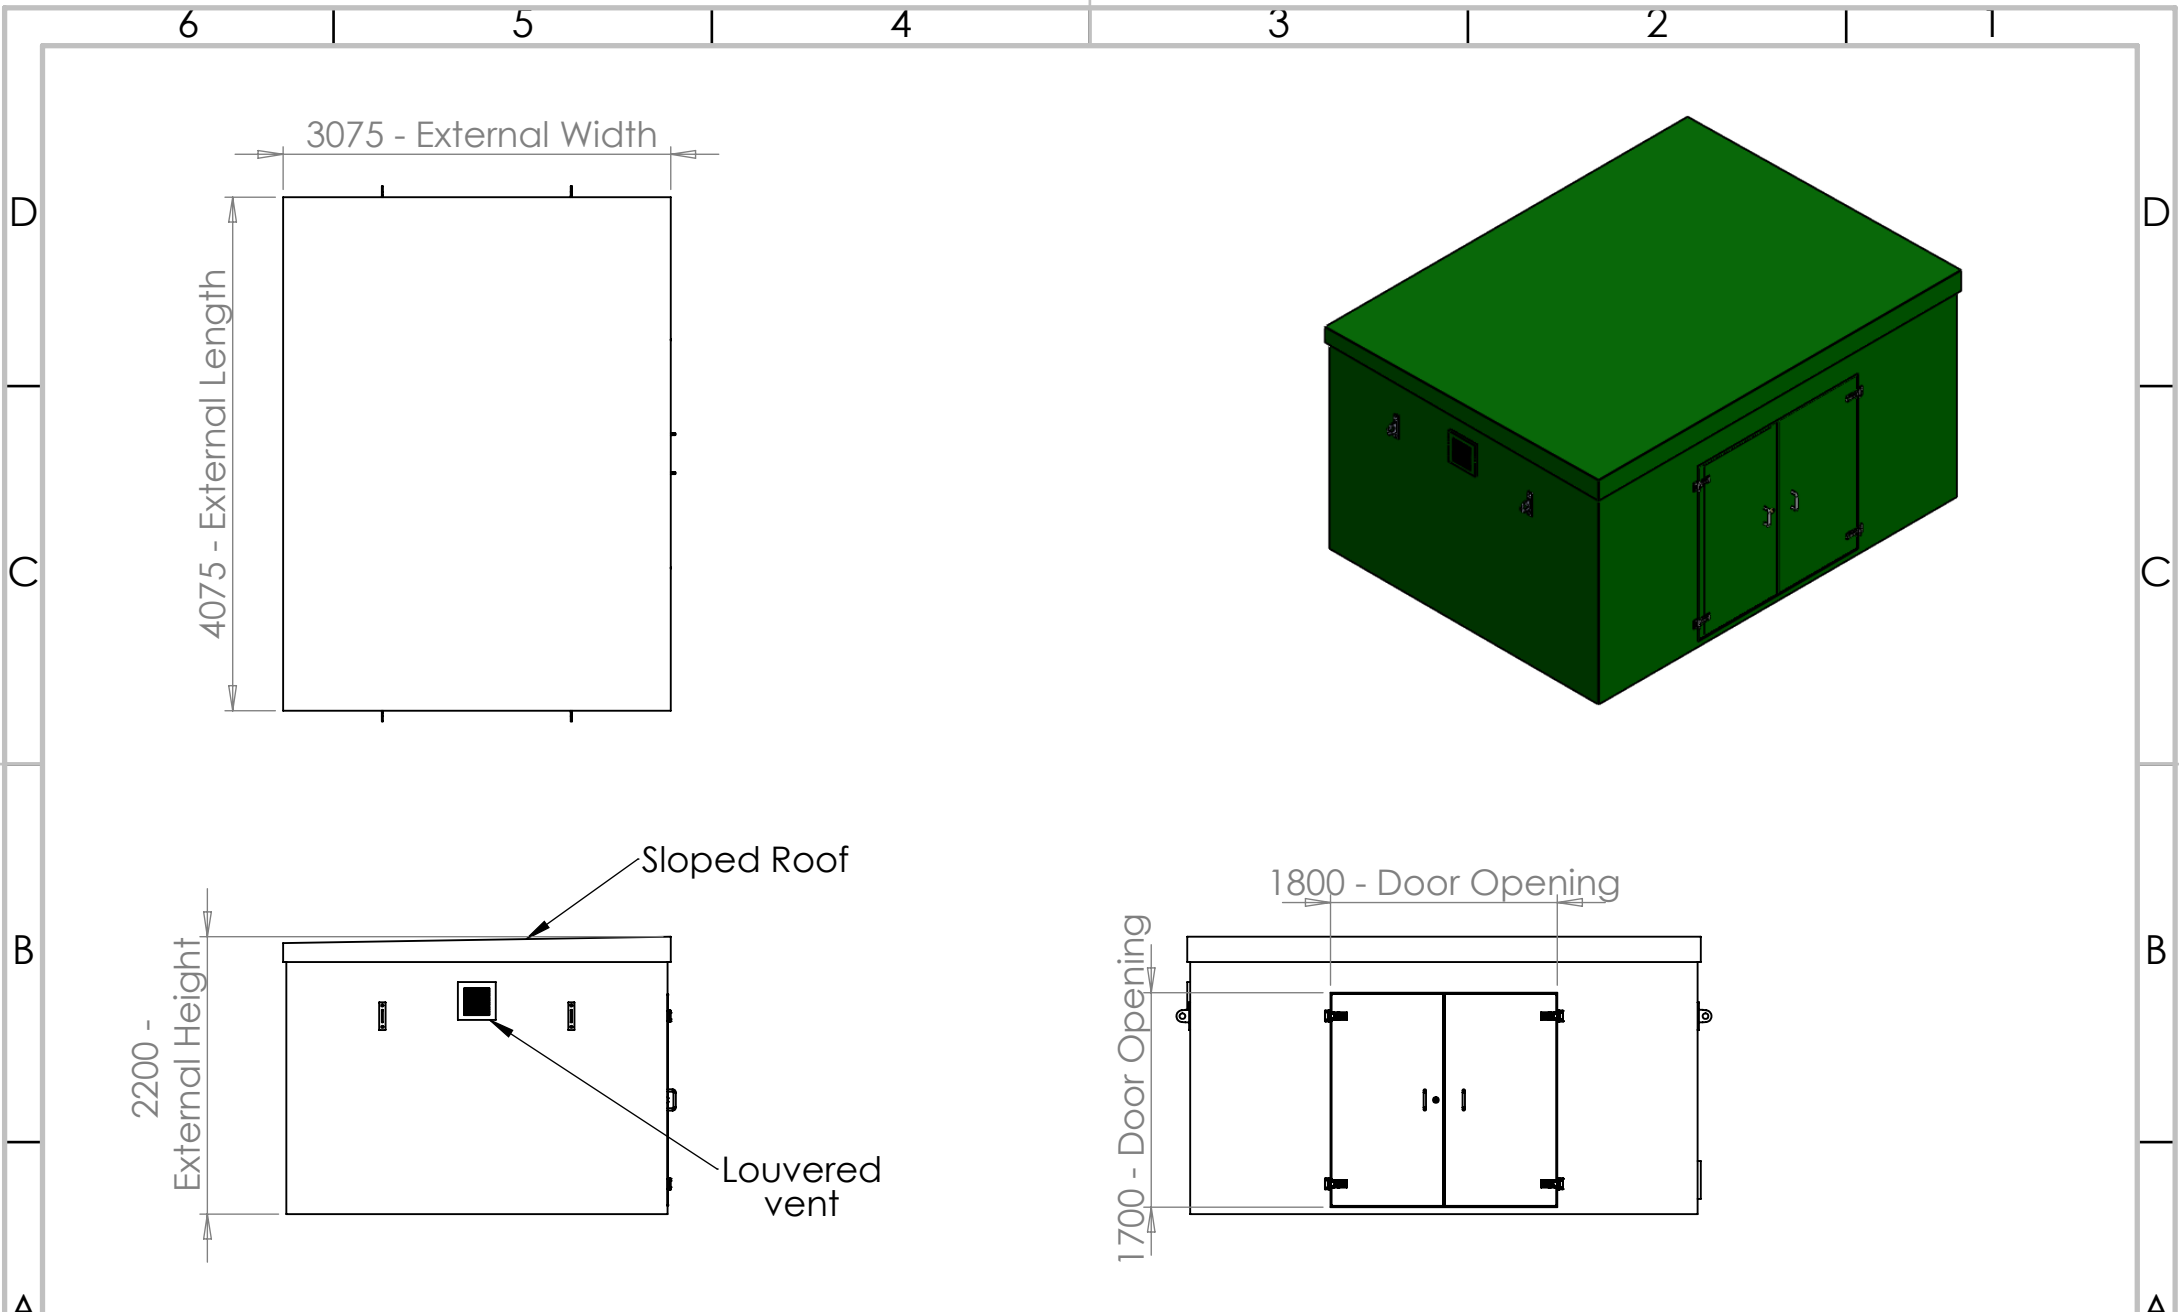 6 5 4 3 2 1
3075 - External Width
D D
4075 - External Length
C C
Sloped Roof
1800 - Door Opening
B B
2200 -
External Height
1700 - Door Opening
Louvered
vent
A A